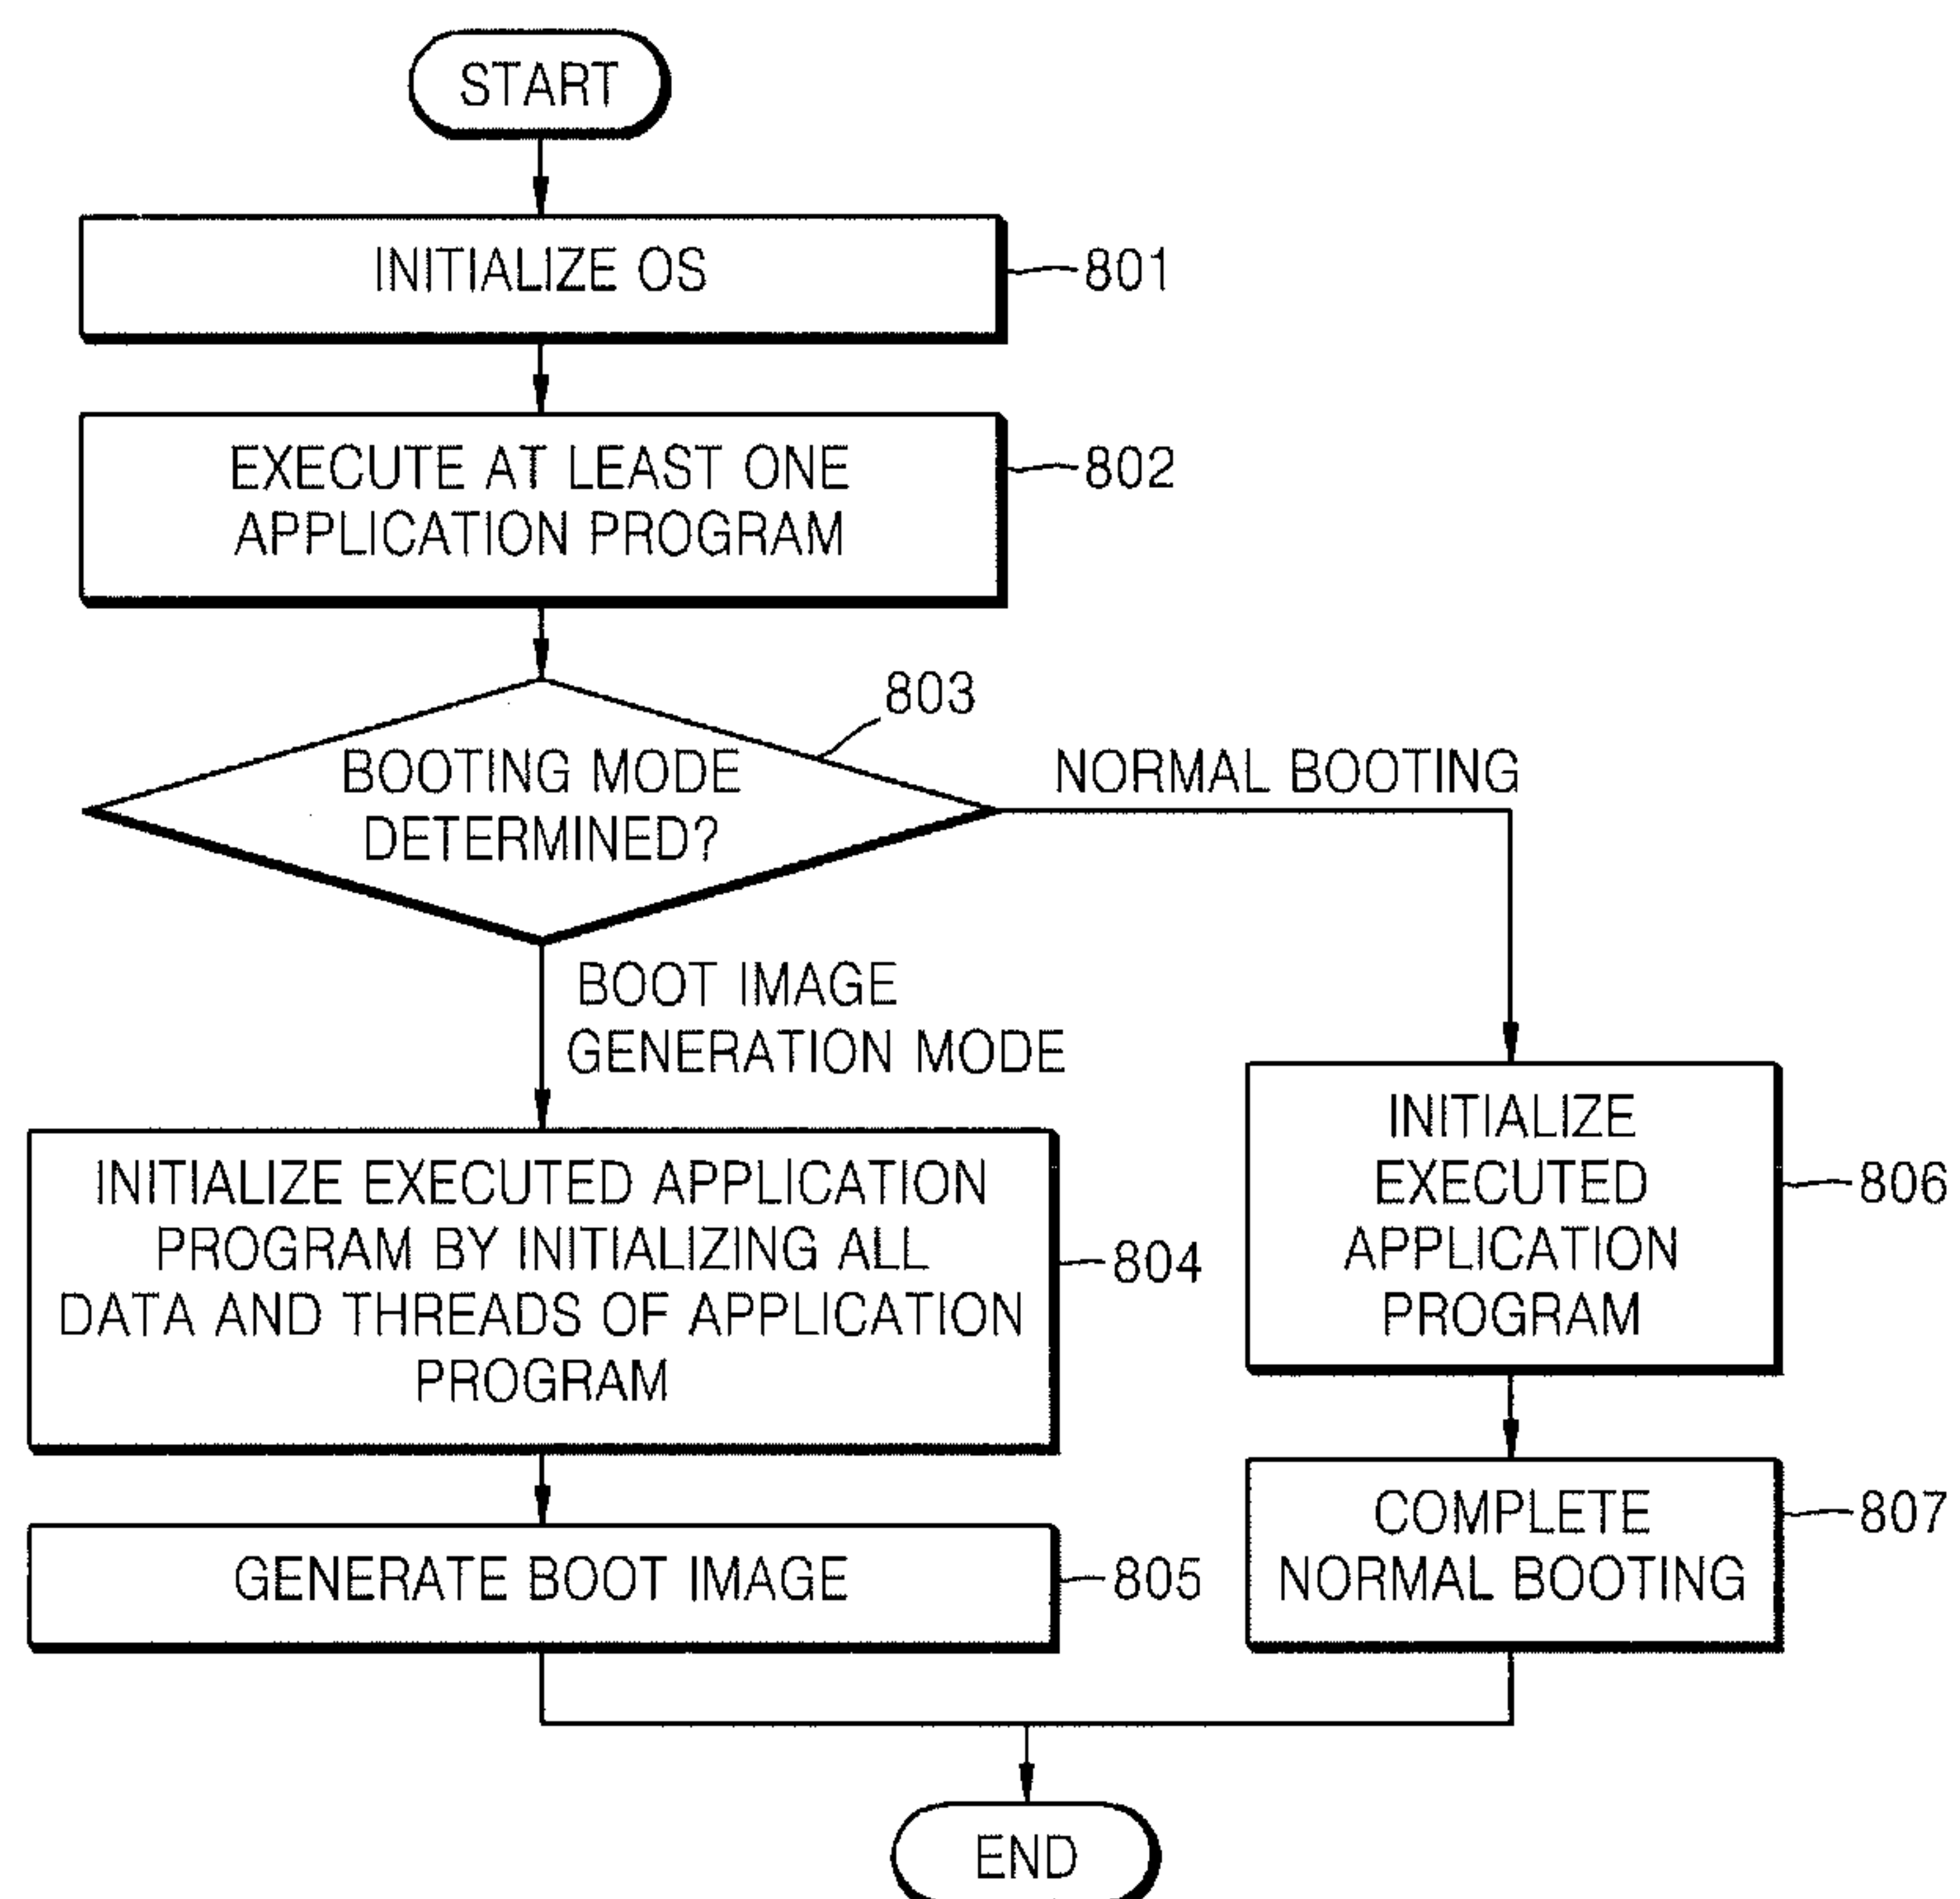 START
INITIALIZE OS
801
EXECUTE AT LEAST ONE
APPLICATION PROGRAM
802
803
BOOTING MODE
DETERMINED?
NORMAL BOOTING
BOOT IMAGE
GENERATION MODE
INITIALIZE EXECUTED APPLICATION
PROGRAM BY INITIALIZING ALL
DATA AND THREADS OF APPLICATION
PROGRAM
804
GENERATE BOOT IMAGE
805
INITIALIZE
EXECUTED
APPLICATION
PROGRAM
806
COMPLETE
NORMAL BOOTING
807
END